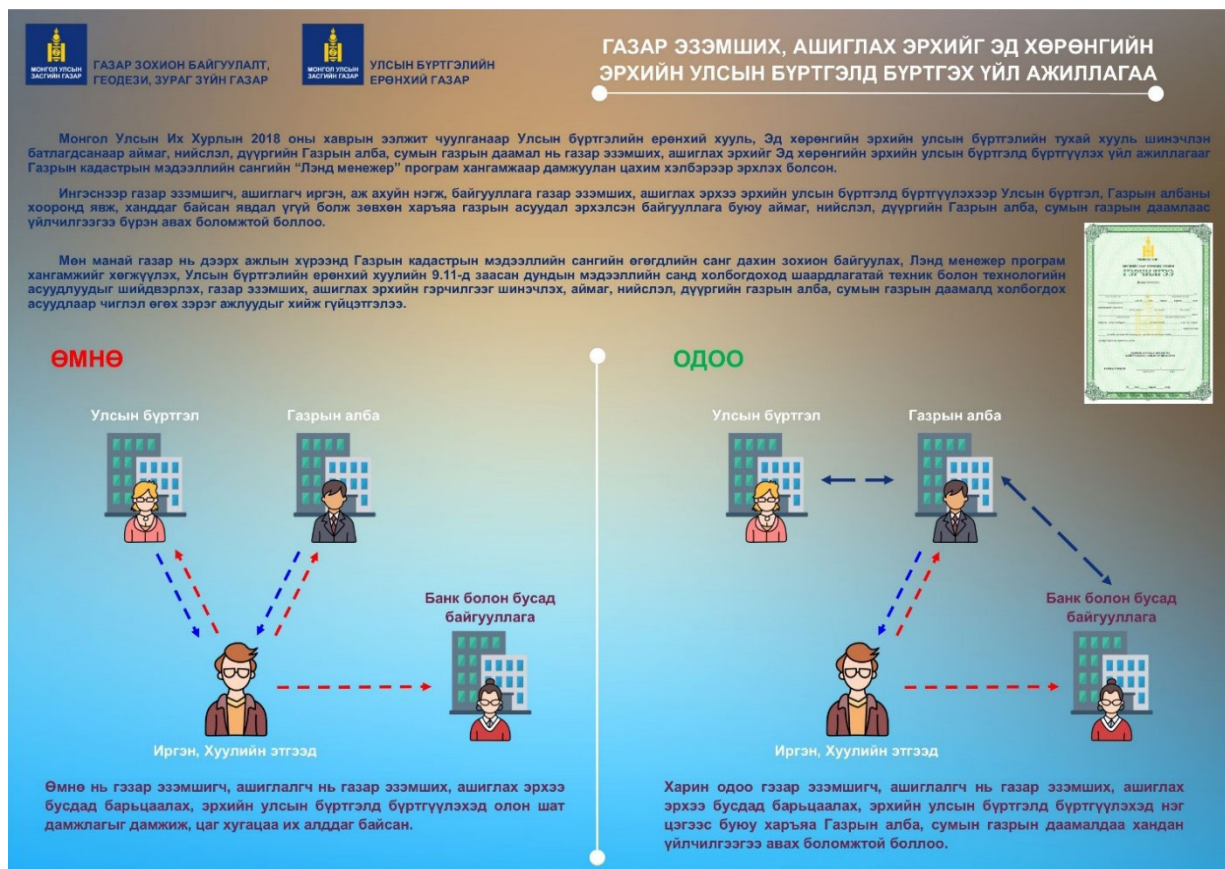 МОНГОЛ УЛСЫН
ЗАСГИЙН ГАЗАР
ГАЗАР ЗОХИОН БАЙГУУЛАЛТ,
ГЕОДЕЗИ, ЗУРАГ ЗҮЙН ГАЗАР
МОНГОЛ УЛСЫН
ЗАСГИЙН ГАЗАР
УЛСЫН БҮРТГЭЛИЙН
ЕРӨНХИЙ ГАЗАР
ГАЗАР ЭЗЭМШИХ, АШИГЛАХ ЭРХИЙГ ЭД ХӨРӨНГИЙН
ЭРХИЙН УЛСЫН БҮРТГЭЛД БҮРТГЭХ ҮЙЛ АЖИЛЛАГАА
Монгол Улсын Их Хурлын 2018 оны хаврын ээлжит чуулганаар Улсын бүртгэлийн ерөнхий хууль, Эд хөрөнгийн эрхийн улсын бүртгэлийн тухай хууль шинэчлэн
батлагдсанаар аймаг, нийслэл, дүүргийн Газрын алба, сумын газрын даамал нь газар эзэмших, ашиглах эрхийг Эд хөрөнгийн эрхийн улсын бүртгэлд бүртгүүлэх үйл ажиллагааг
Газрын кадастрын мэдээллийн сангийн “Лэнд менежер” програм хангамжаар дамжуулан цахим хэлбэрээр эрхлэх болсон.
Ингэснээр газар эзэмшигч, ашиглагч иргэн, аж ахуйн нэгж, байгууллага газар эзэмших, ашиглах эрхээ эрхийн улсын бүртгэлд бүртгүүлэхээр Улсын бүртгэл, Газрын албаны
хооронд явж, ханддаг байсан явдал үгүй болж зөвхөн харъяа газрын асуудал эрхэлсэн байгууллага буюу аймаг, нийслэл, дүүргийн Газрын алба, сумын газрын даамлаас
үйлчилгээгээ бүрэн авах боломжтой боллоо.
Мөн манай газар нь дээрх ажлын хүрээнд Газрын кадастрын мэдээллийн сангийн өгөгдлийн санг дахин зохион байгуулах, Лэнд менежер програм
хангамжийг хөгжүүлэх, Улсын бүртгэлийн ерөнхий хуулийн 9.11-д заасан дундын мэдээллийн санд холбогдоход шаардлагатай техник болон технологийн
асуудлуудыг шийдвэрлэх, газар эзэмших, ашиглах эрхийн гэрчилгээг шинэчлэх, аймаг, нийслэл, дүүргийн газрын алба, сумын газрын даамалд холбогдох
асуудлаар чиглэл өгөх зэрэг ажлуудыг хийж гүйцэтгэлээ.
ГЭРЧИЛГЭЭ
ӨМНӨ
Улсын бүртгэл
Газрын алба
Банк болон бусад
байгууллага
Иргэн, Хуулийн этгээд
Өмнө нь гэзар эзэмшигч, ашиглалгч нь газар эзэмших, ашиглах эрхээ
бусдад барьцаалах, эрхийн улсын бүртгэлд бүртгүүлэхэд олон шат
дамжлагыг дамжиж, цаг хугацаа их алддаг байсан.
ОДОО
Улсын бүртгэл
Газрын алба
Банк болон бусад
байгууллага
Иргэн, Хуулийн этгээд
Харин одоо гэзар эзэмшигч, ашиглалгч нь газар эзэмших, ашиглах
эрхээ бусдад барьцаалах, эрхийн улсын бүртгэлд бүртгүүлэхэд нэг
цэгээс буюу харъяа Газрын алба, сумын газрын даамалдаа хандан
үйлчилгээгээ авах боломжтой боллоо.